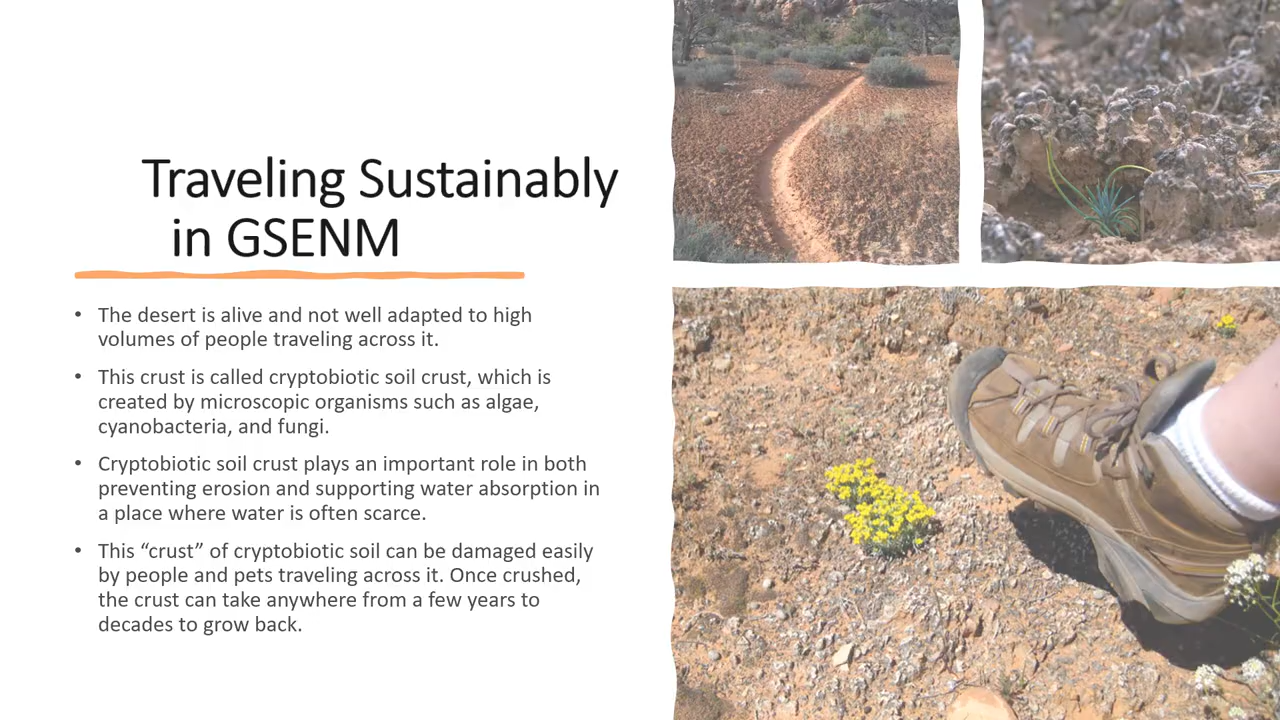 Traveling Sustainably
in GSENM
• The desert is alive and not well adapted to high
volumes of people traveling across it.
• This crust is called cryptobiotic soil crust, which is
created by microscopic organisms such as algae,
cyanobacteria, and fungi.
• Cryptobiotic soil crust plays an important role in both
preventing erosion and supporting water absorption in
a place where water is often scarce.
• This “crust” of cryptobiotic soil can be damaged easily
by people and pets traveling across it. Once crushed,
the crust can take anywhere from a few years to
decades to grow back.